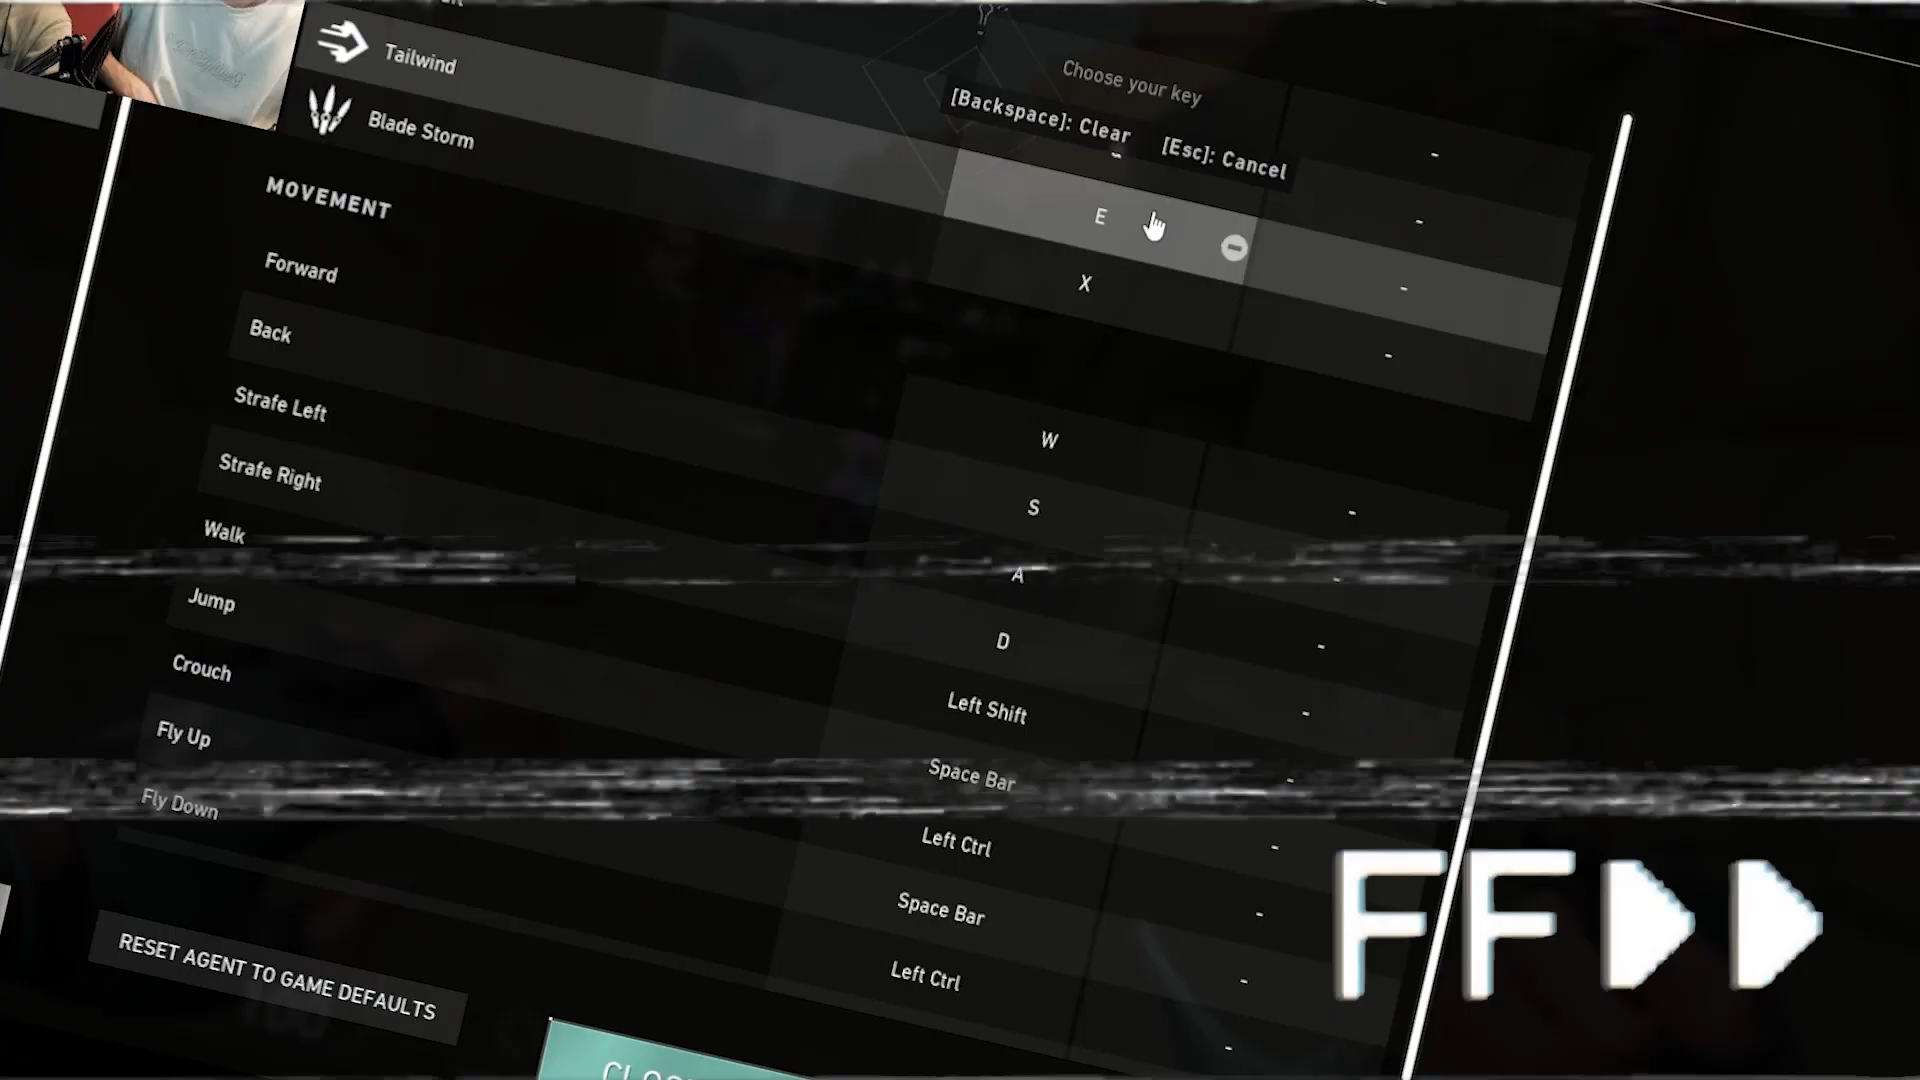 Tailwind
Choose your key
[Backspace]: Clear [Esc]: Cancel
-
-
Blade Storm
E
-
-
X
-
MOVEMENT
Forward
W
-
Back
S
-
Strafe Left
A
-
Strafe Right
D
-
Walk
Left Shift
-
Jump
Space Bar
-
Crouch
Left Ctrl
-
Fly Up
Space Bar
-
Fly Down
Left Ctrl
-
RESET AGENT TO GAME DEFAULTS
FF